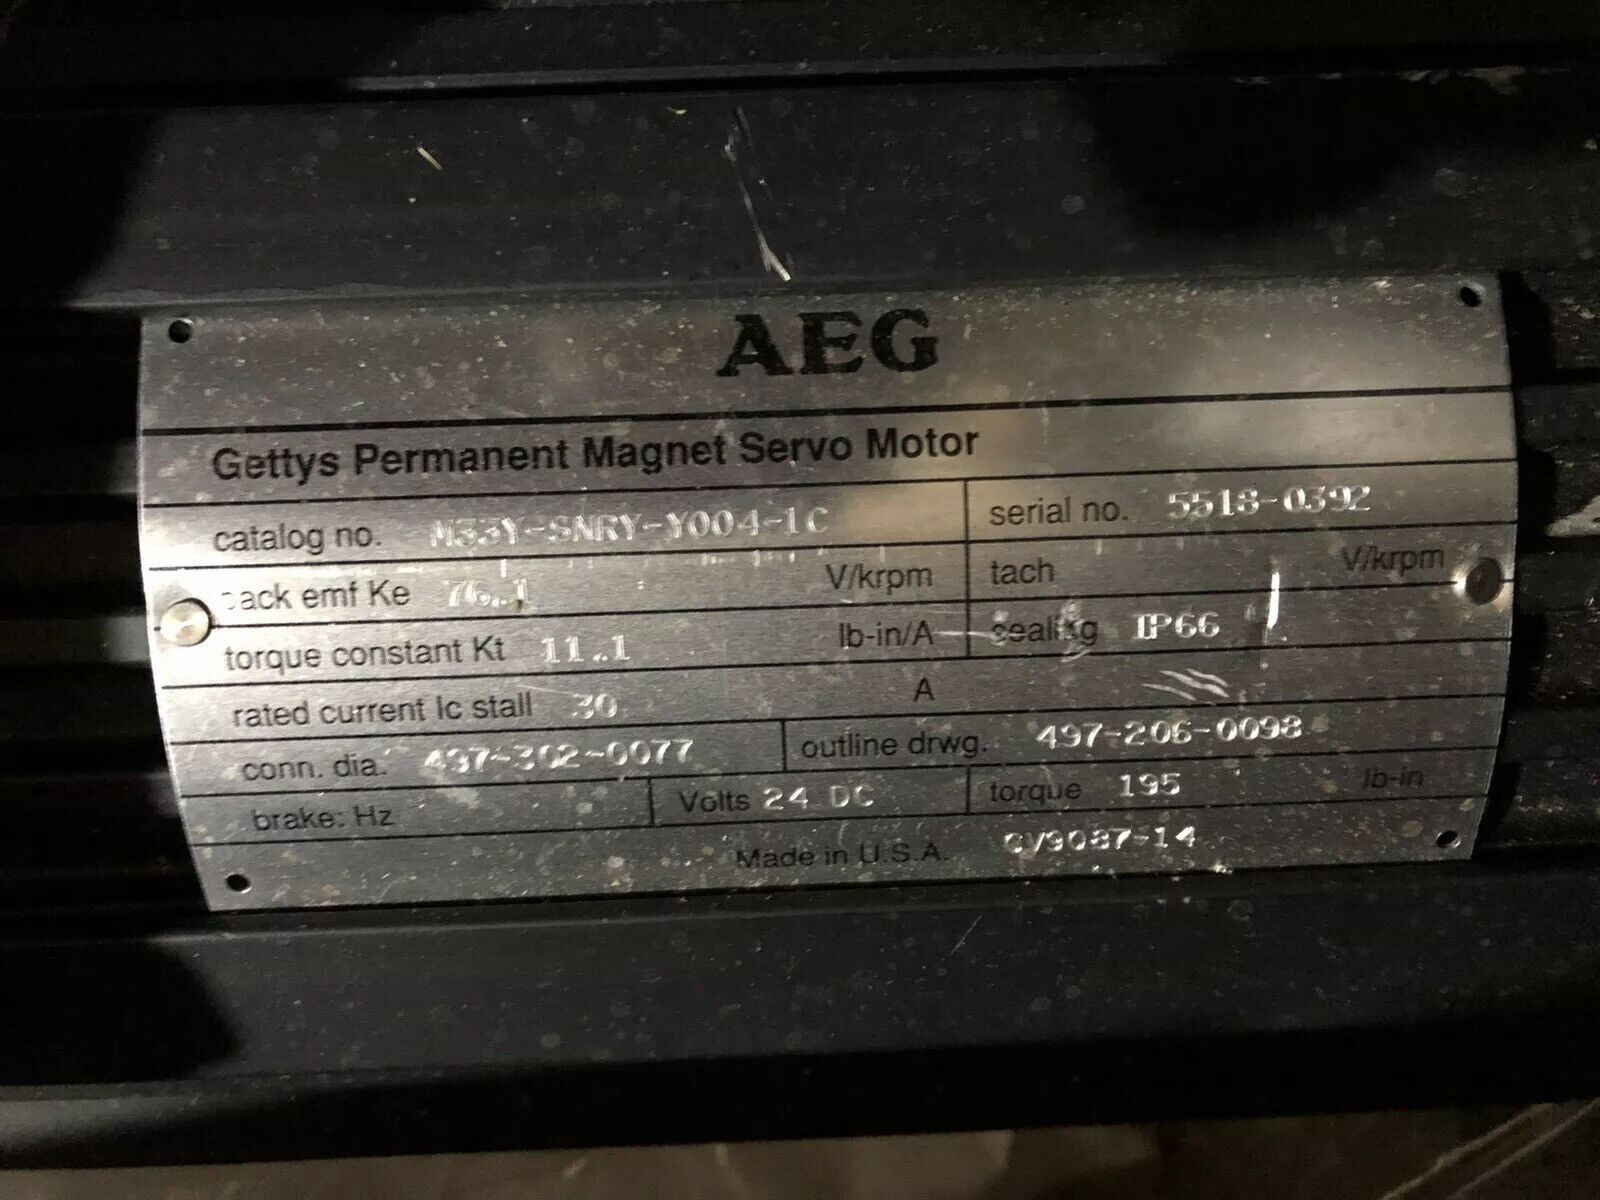 AEG
Gettys Permanent Magnet Servo Motor
catalog no. M33Y-SNRY-Y004-1C serial no. 5518-0392
back emf Ke 76.1 V/krpm tach V/krpm
torque constant Kt 11.1 lb-in/A sealing IP66
rated current Ic stall 30 A
conn. dia. 497-302-0077 outline drwg. 497-206-0098
brake: Hz Volts 24 DC torque 195 lb-in
Made in U.S.A. CV9087-14